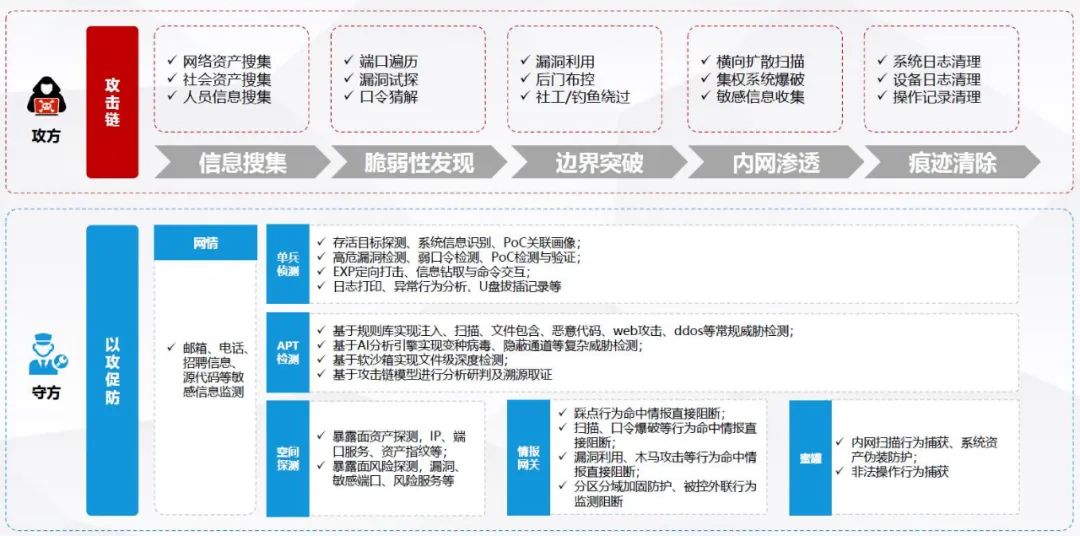 攻方
攻击链
✓ 网络资产搜集
✓ 社会资产搜集
✓ 人员信息搜集
✓ 端口遍历
✓ 漏洞试探
✓ 口令猜解
✓ 漏洞利用
✓ 后门布控
✓ 社工/钓鱼绕过
✓ 横向扩散扫描
✓ 集权系统爆破
✓ 敏感信息收集
✓ 系统日志清理
✓ 设备日志清理
✓ 操作记录清理
信息搜集
脆弱性发现
边界突破
内网渗透
痕迹清除
守方
以攻促防
网情
✓ 邮箱、电话、
招聘信息、
源代码等敏
感信息监测
单兵
侦测
✓ 存活目标探测、系统信息识别、PoC关联画像；
✓ 高危漏洞检测、弱口令检测、PoC检测与验证；
✓ EXP定向打击、信息钻取与命令交互；
✓ 日志打印、异常行为分析、U盘拔插记录等
APT
检测
✓ 基于规则库实现注入、扫描、文件包含、恶意代码、web攻击、ddos等常规威胁检测；
✓ 基于AI分析引擎实现变种病毒、隐蔽通道等复杂威胁检测；
✓ 基于软沙箱实现文件级深度检测；
✓ 基于攻击链模型进行分析研判及溯源取证
空间
探测
✓ 暴露面资产探测，IP、端
口服务、资产指纹等；
✓ 暴露面风险探测，漏洞、
敏感端口、风险服务等
情报
网关
✓ 踩点行为命中情报直接阻断；
✓ 扫描、口令爆破等行为命中情报直
接阻断；
✓ 漏洞利用、木马攻击等行为命中情
报直接阻断；
✓ 分区分域加固防护、被控外联行为
监测阻断
蜜罐
✓ 内网扫描行为捕获、系统资
产伪装防护；
✓ 非法操作行为捕获